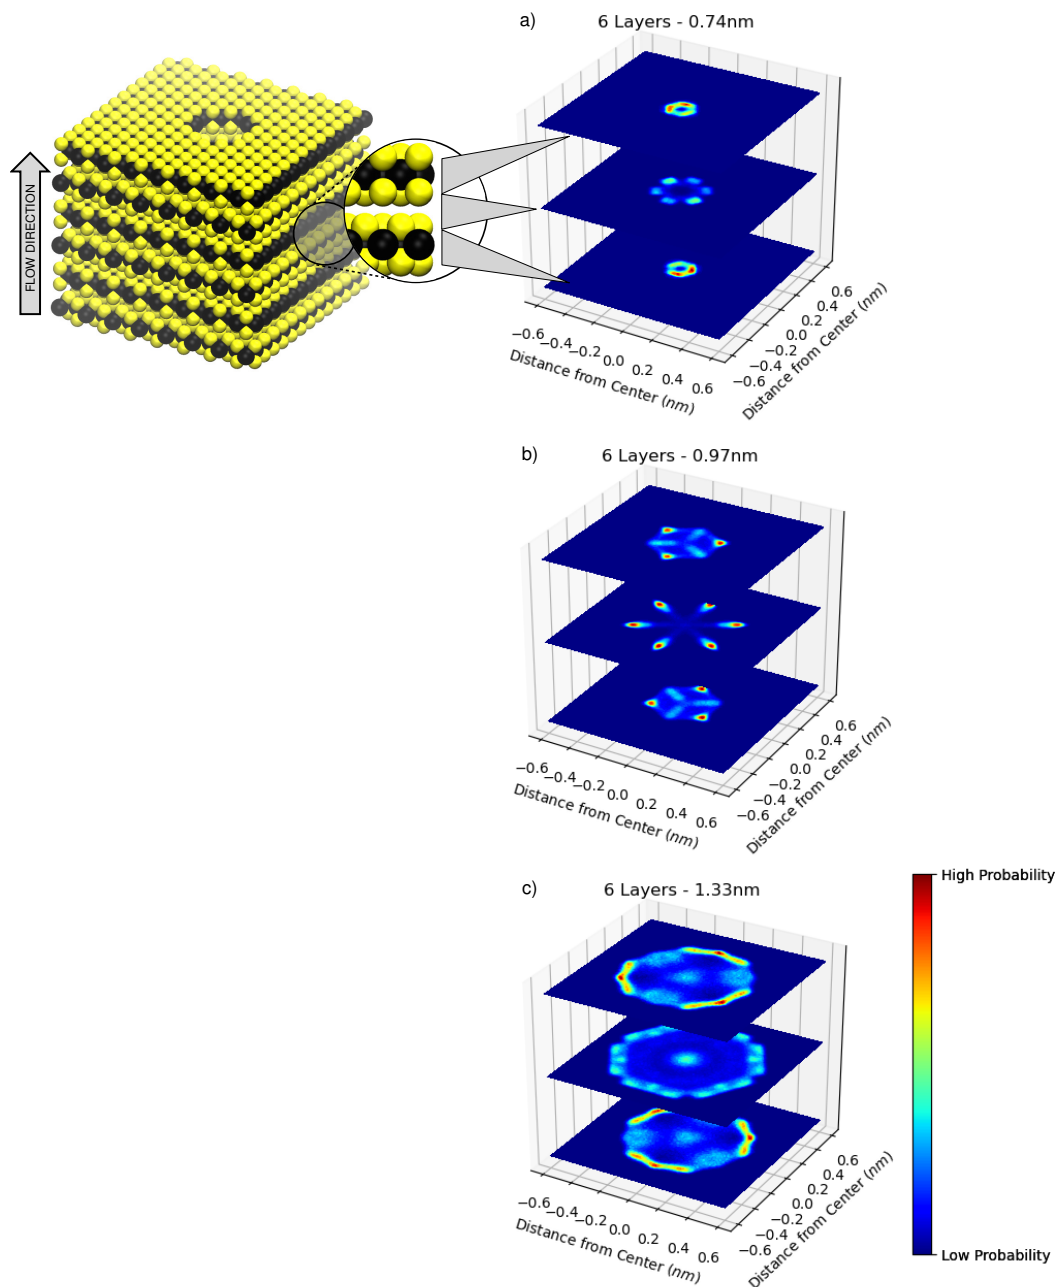 a)
6 Layers - 0.74nm
FLOW DIRECTION
−0.6 −0.4 −0.2 0.0 0.2 0.4 0.6
Distance from Center (nm)
−0.6 −0.4 −0.2 0.0 0.2 0.4 0.6
Distance from Center (nm)
b)
6 Layers - 0.97nm
−0.6 −0.4 −0.2 0.0 0.2 0.4 0.6
Distance from Center (nm)
−0.6 −0.4 −0.2 0.0 0.2 0.4 0.6
Distance from Center (nm)
c)
6 Layers - 1.33nm
−0.6 −0.4 −0.2 0.0 0.2 0.4 0.6
Distance from Center (nm)
−0.6 −0.4 −0.2 0.0 0.2 0.4 0.6
Distance from Center (nm)
High Probability
Low Probability